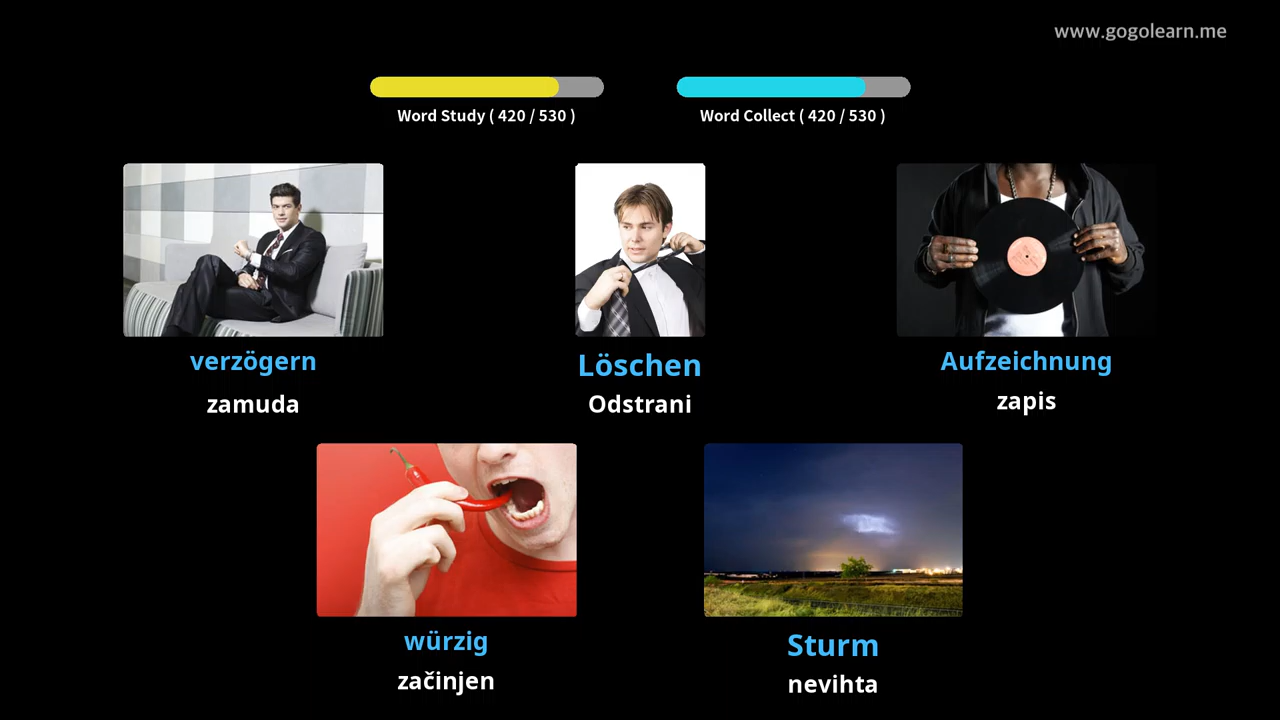 www.gogolearn.me
Word Study ( 420 / 530 )
Word Collect ( 420 / 530 )
verzögern
zamuda
Löschen
Odstrani
Aufzeichnung
zapis
würzig
začinjen
Sturm
nevihta